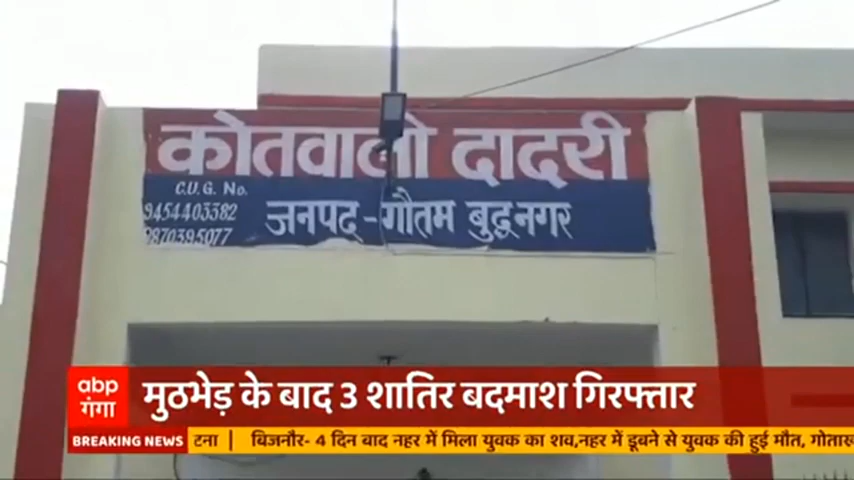 कोतवाली दादरी
C.U.G. No.
9454403382
9870395077
जनपद-गौतम बुद्धनगर
abp
गंगा
मुठभेड़ के बाद 3 शातिर बदमाश गिरफ्तार
BREAKING NEWS
टना | बिजनौर- 4 दिन बाद नहर में मिला युवक का शव,नहर में डूबने से युवक की हुई मौत, गोताख